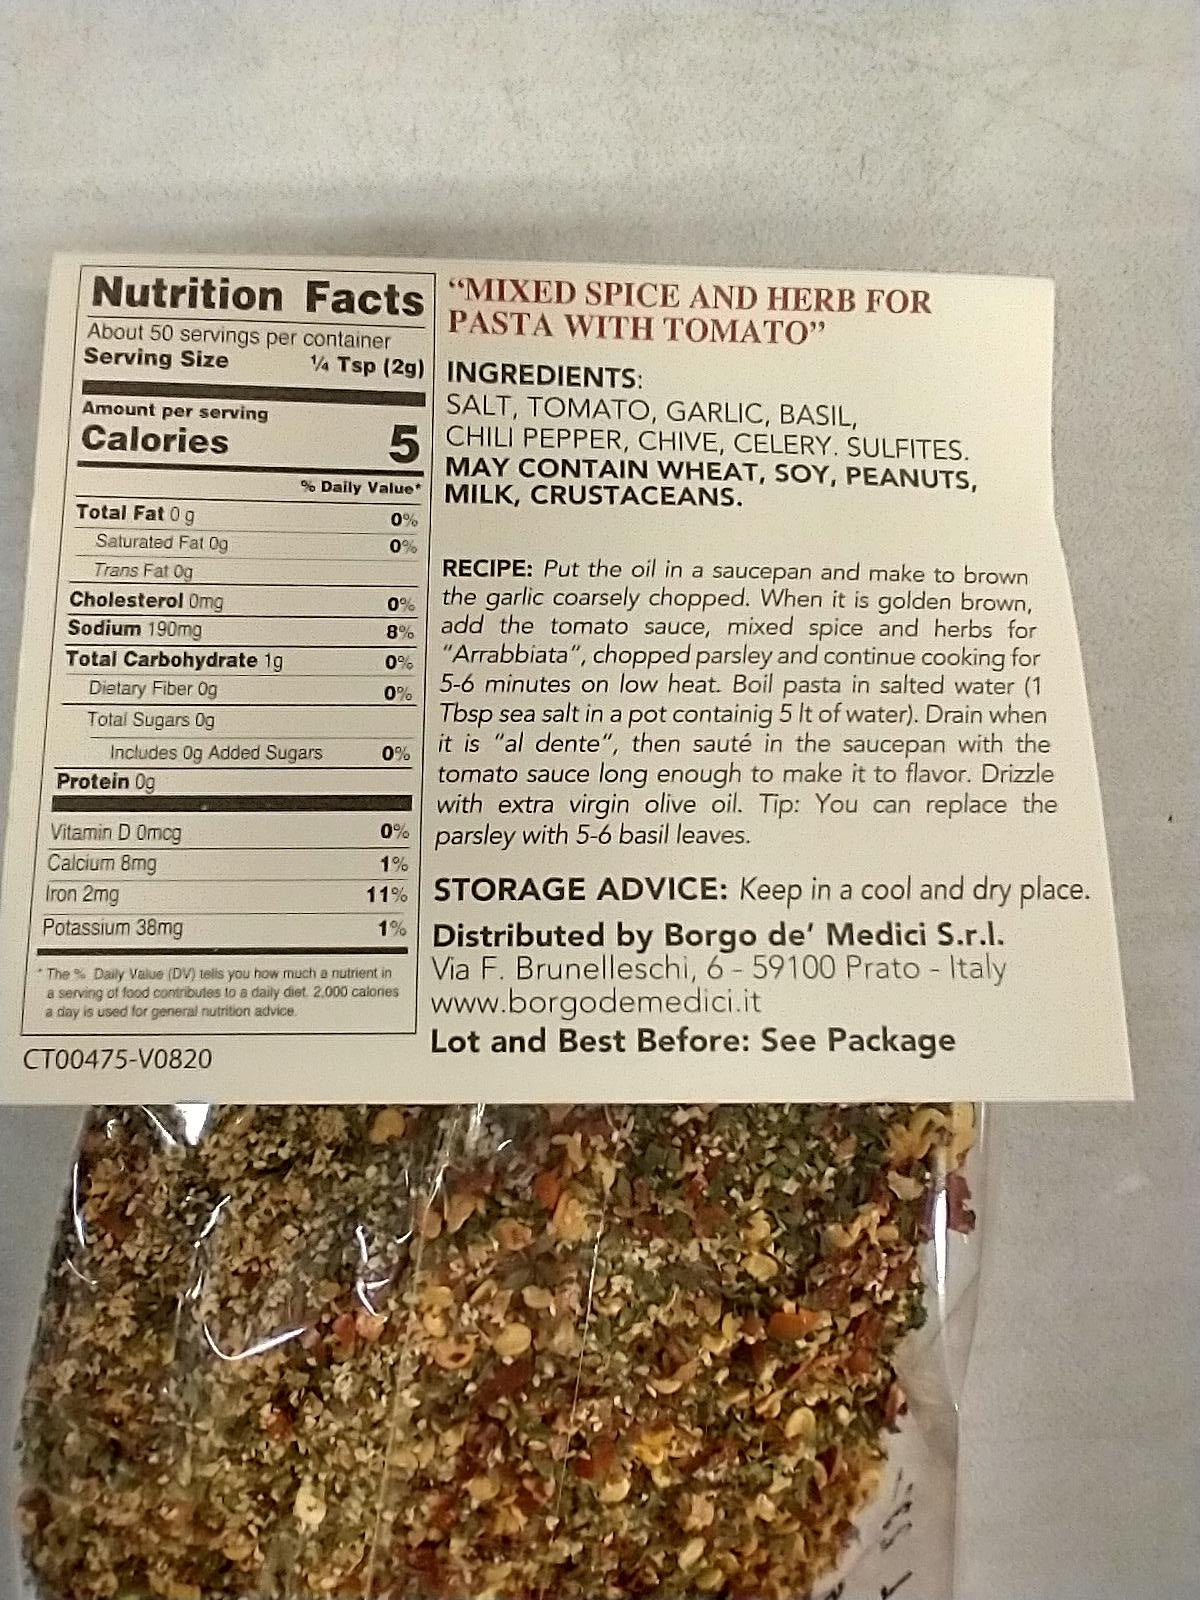 Nutrition Facts
About 50 servings per container
Serving Size ¼ Tsp (2g)
Amount per serving
Calories 5
% Daily Value*
Total Fat 0 g 0%
Saturated Fat 0g 0%
Trans Fat 0g
Cholesterol 0mg 0%
Sodium 190mg 8%
Total Carbohydrate 1g 0%
Dietary Fiber 0g 0%
Total Sugars 0g
Includes 0g Added Sugars 0%
Protein 0g
Vitamin D 0mcg 0%
Calcium 8mg 1%
Iron 2mg 11%
Potassium 38mg 1%
* The % Daily Value (DV) tells you how much a nutrient in
a serving of food contributes to a daily diet. 2,000 calories
a day is used for general nutrition advice.
CT00475-V0820
“MIXED SPICE AND HERB FOR
PASTA WITH TOMATO”
INGREDIENTS:
SALT, TOMATO, GARLIC, BASIL,
CHILI PEPPER, CHIVE, CELERY. SULFITES.
MAY CONTAIN WHEAT, SOY, PEANUTS,
MILK, CRUSTACEANS.
RECIPE: Put the oil in a saucepan and make to brown
the garlic coarsely chopped. When it is golden brown,
add the tomato sauce, mixed spice and herbs for
“Arrabbiata”, chopped parsley and continue cooking for
5-6 minutes on low heat. Boil pasta in salted water (1
Tbsp sea salt in a pot containig 5 lt of water). Drain when
it is “al dente”, then sauté in the saucepan with the
tomato sauce long enough to make it to flavor. Drizzle
with extra virgin olive oil. Tip: You can replace the
parsley with 5-6 basil leaves.
STORAGE ADVICE: Keep in a cool and dry place.
Distributed by Borgo de’ Medici S.r.l.
Via F. Brunelleschi, 6 - 59100 Prato - Italy
www.borgodemedici.it
Lot and Best Before: See Package